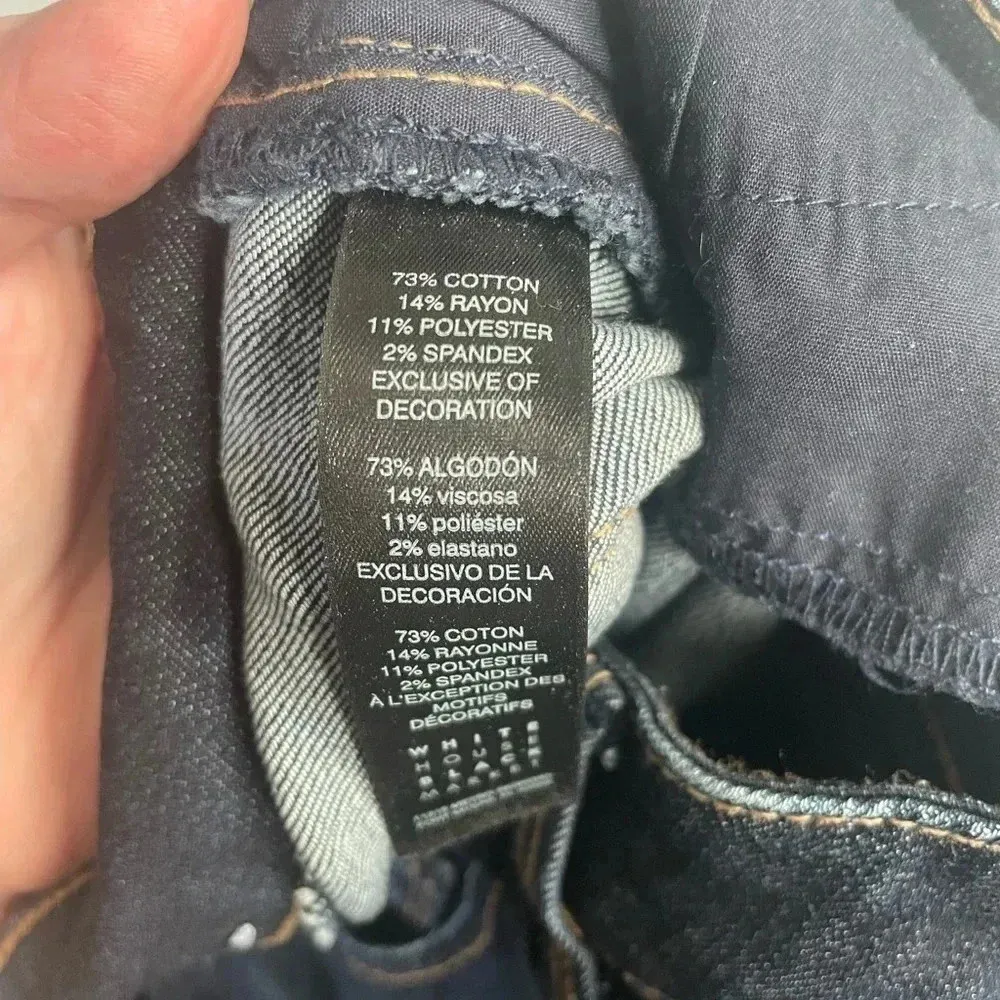 73% COTTON
14% RAYON
11% POLYESTER
2% SPANDEX
EXCLUSIVE OF
DECORATION
73% ALGODÓN
14% viscosa
11% poliéster
2% elastano
EXCLUSIVO DE LA
DECORACIÓN
73% COTON
14% RAYONNE
11% POLYESTER
2% SPANDEX
À L'EXCEPTION DES
MOTIFS
DÉCORATIFS
W H I T E
H O U S E
B L A C K
M A R K E T